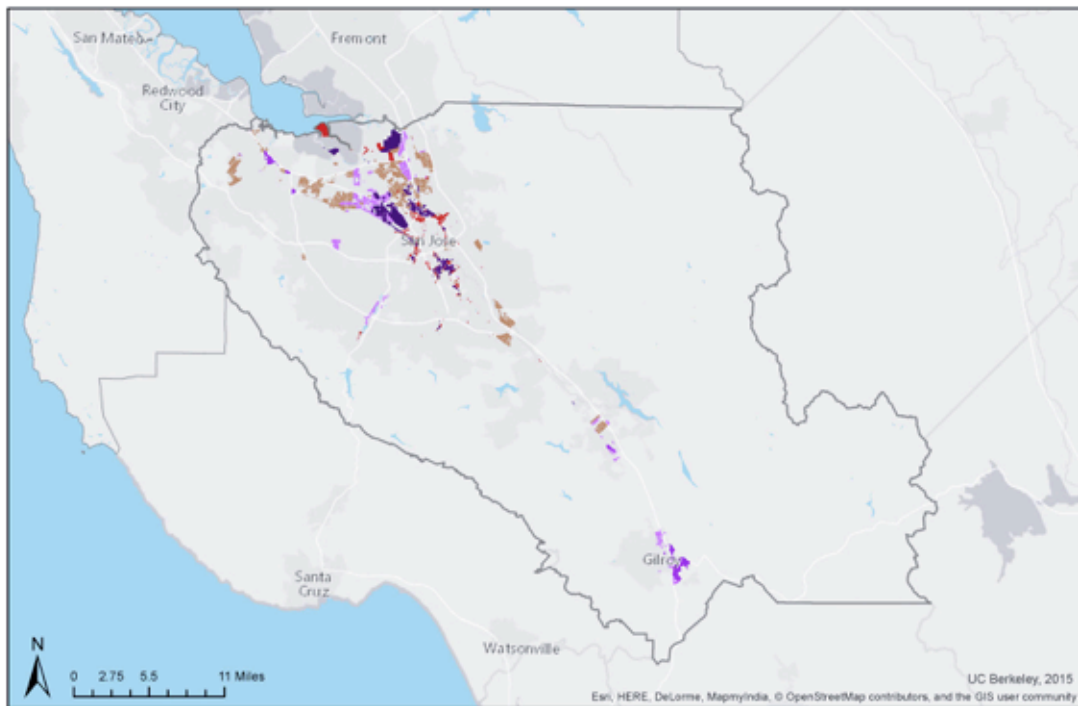 San Mateo
Fremont
Redwood
City
San Jose
Gilroy
Santa
Cruz
Watsonville
N
0 2.75 5.5 11 Miles
UC Berkeley, 2015
Esri, HERE, DeLorme, MapmyIndia, © OpenStreetMap contributors, and the GIS user community